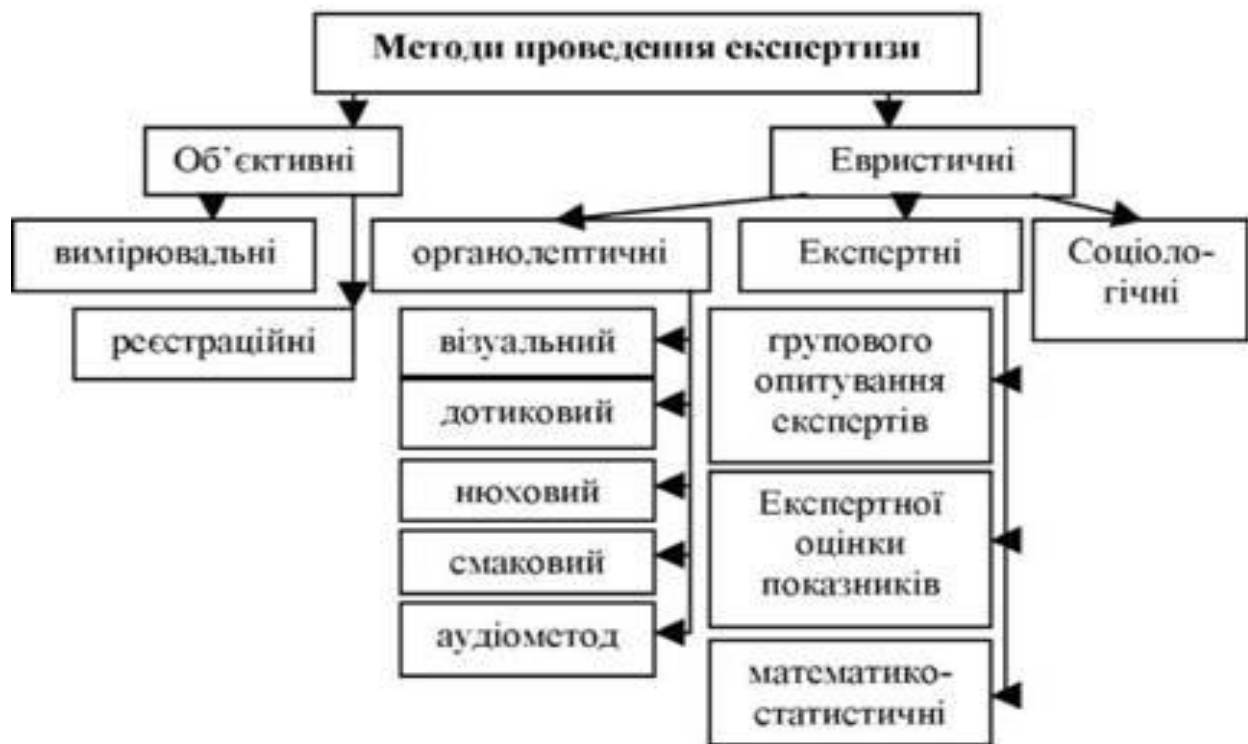 Методи проведення експертизи
Об’єктивні
Евристичні
вимірювальні
органолептичні
Експертні
Соціоло-
гічні
реєстраційні
візуальний
дотиковий
нюховий
смаковий
аудіометод
групового
опитування
експертів
Експертної
оцінки
показників
математико-
статистичні